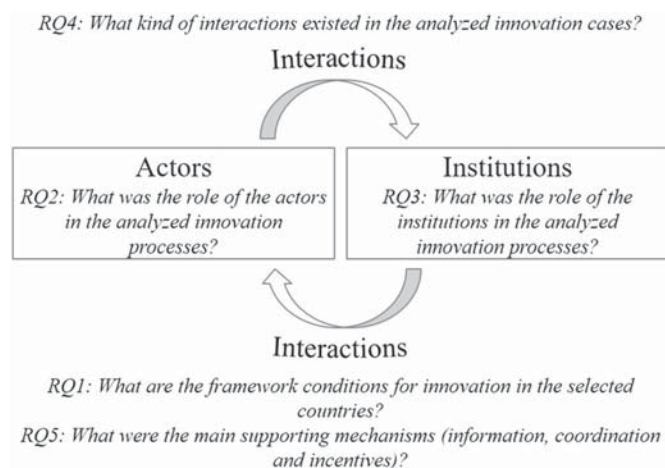 RQ4: What kind of interactions existed in the analyzed innovation cases?
Interactions
Actors
RQ2: What was the role of the actors
in the analyzed innovation
processes?
Institutions
RQ3: What was the role of the
institutions in the analyzed
innovation processes?
Interactions
RQ1: What are the framework conditions for innovation in the selected
countries?
RQ5: What were the main supporting mechanisms (information, coordination
and incentives)?